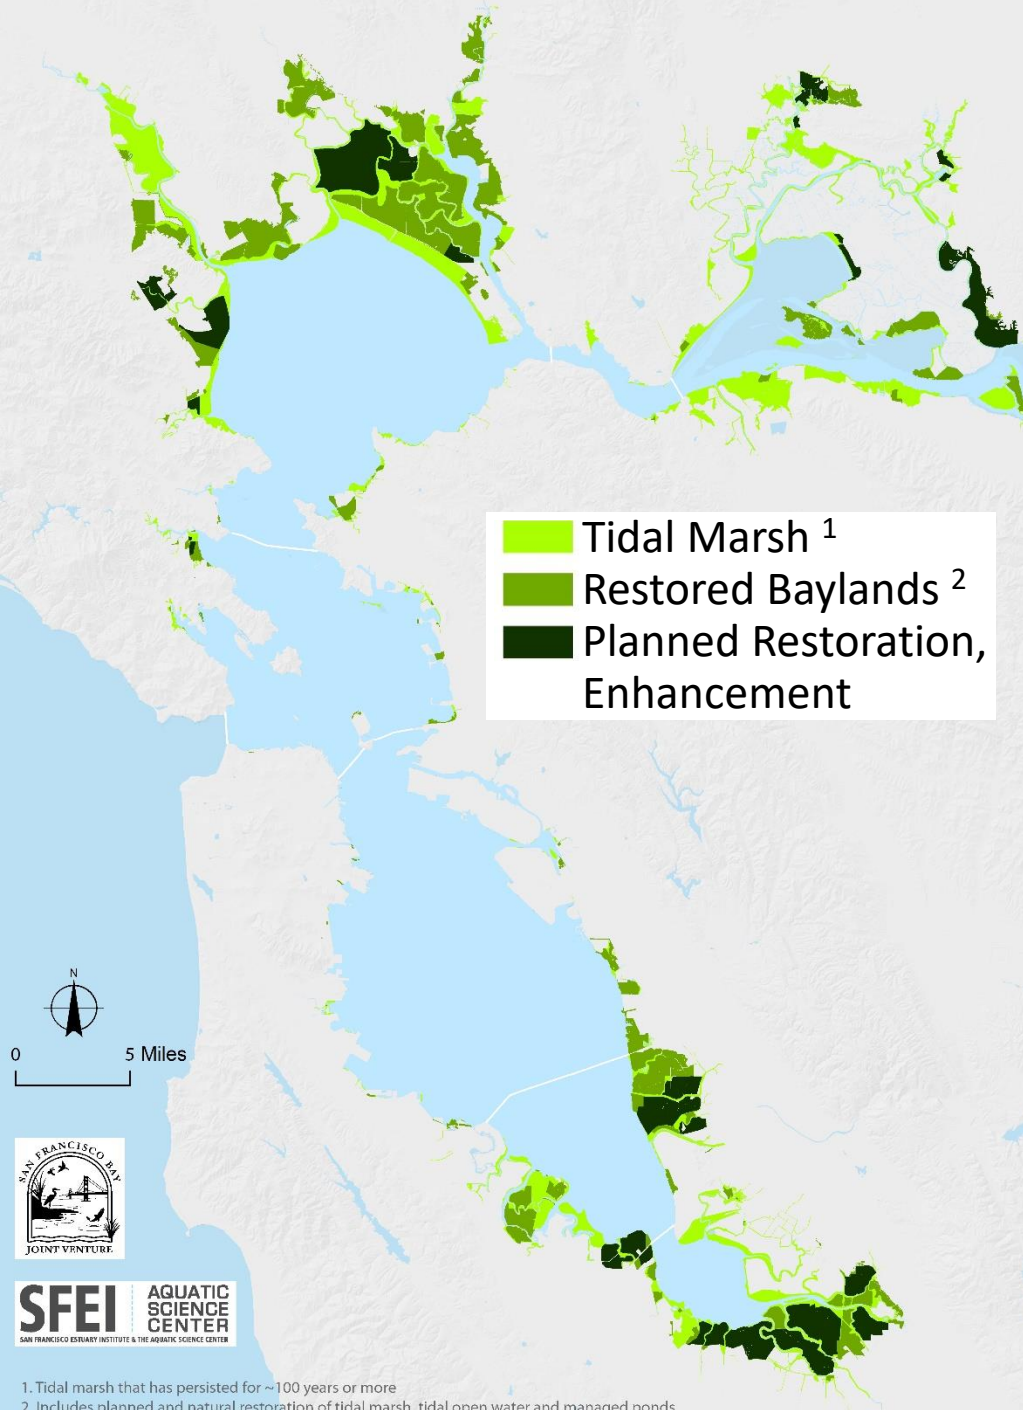 Tidal Marsh 1
Restored Baylands 2
Planned Restoration,
Enhancement
N
0 5 Miles
SAN FRANCISCO BAY
JOINT VENTURE
SFEI
AQUATIC
SCIENCE
CENTER
SAN FRANCISCO ESTUARY INSTITUTE & THE AQUATIC SCIENCE CENTER
1. Tidal marsh that has persisted for ~100 years or more
2. Includes planned and natural restoration of tidal marsh, tidal open water and managed ponds